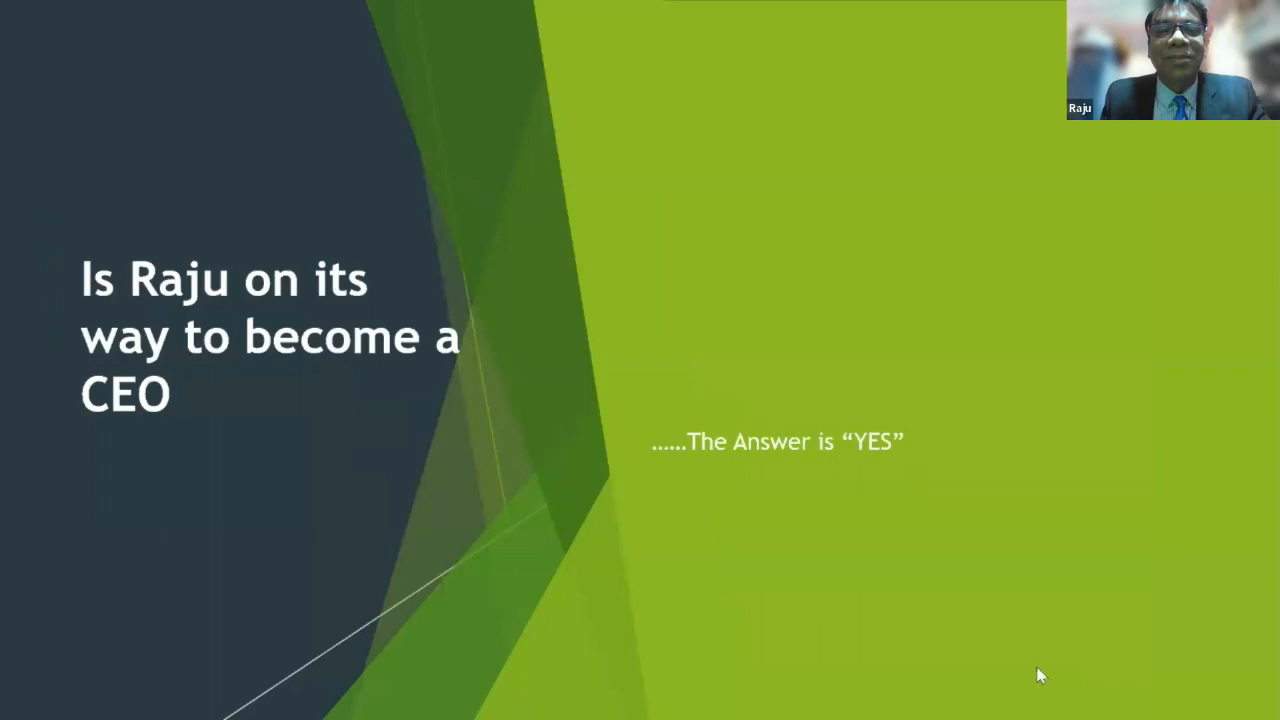 Is Raju on its
way to become a
CEO
......The Answer is “YES”
Raju